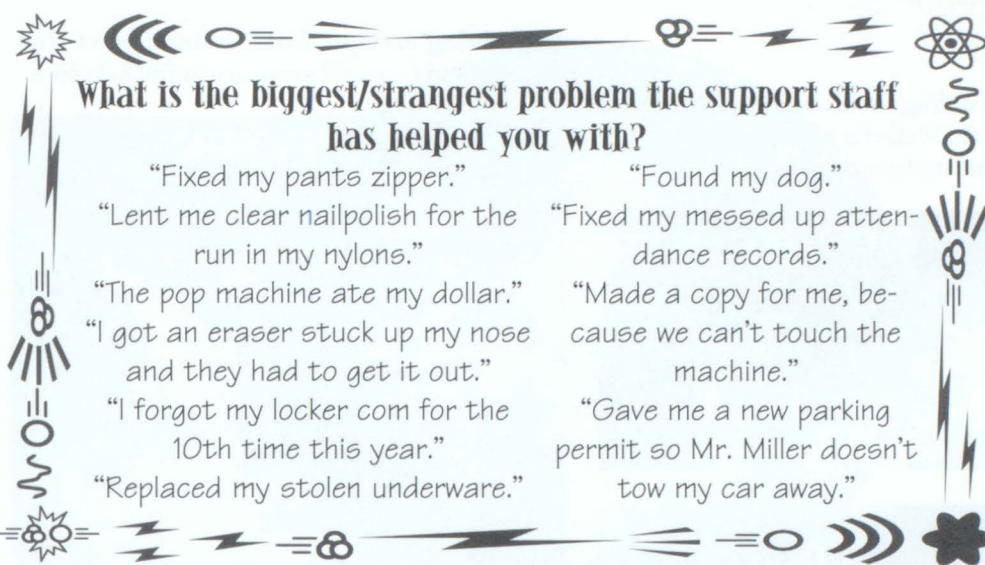 What is the biggest/strangest problem the support staff
has helped you with?
"Fixed my pants zipper."
"Lent me clear nailpolish for the
run in my nylons."
"The pop machine ate my dollar."
"I got an eraser stuck up my nose
and they had to get it out."
"I forgot my locker com for the
10th time this year."
"Replaced my stolen underware."
"Found my dog."
"Fixed my messed up atten-
dance records."
"Made a copy for me, be-
cause we can't touch the
machine."
"Gave me a new parking
permit so Mr. Miller doesn't
tow my car away."